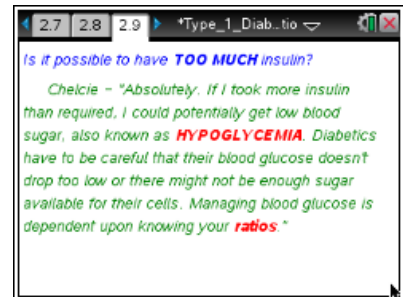 2.7 2.8 2.9 *Type_1_Diab..tio
Is it possible to have TOO MUCH insulin?
Chelcie - "Absolutely. If I took more insulin
than required, I could potentially get low blood
sugar, also known as HYPOGLYCEMIA. Diabetics
have to be careful that their blood glucose doesn't
drop too low or there might not be enough sugar
available for their cells. Managing blood glucose is
dependent upon knowing your ratios."